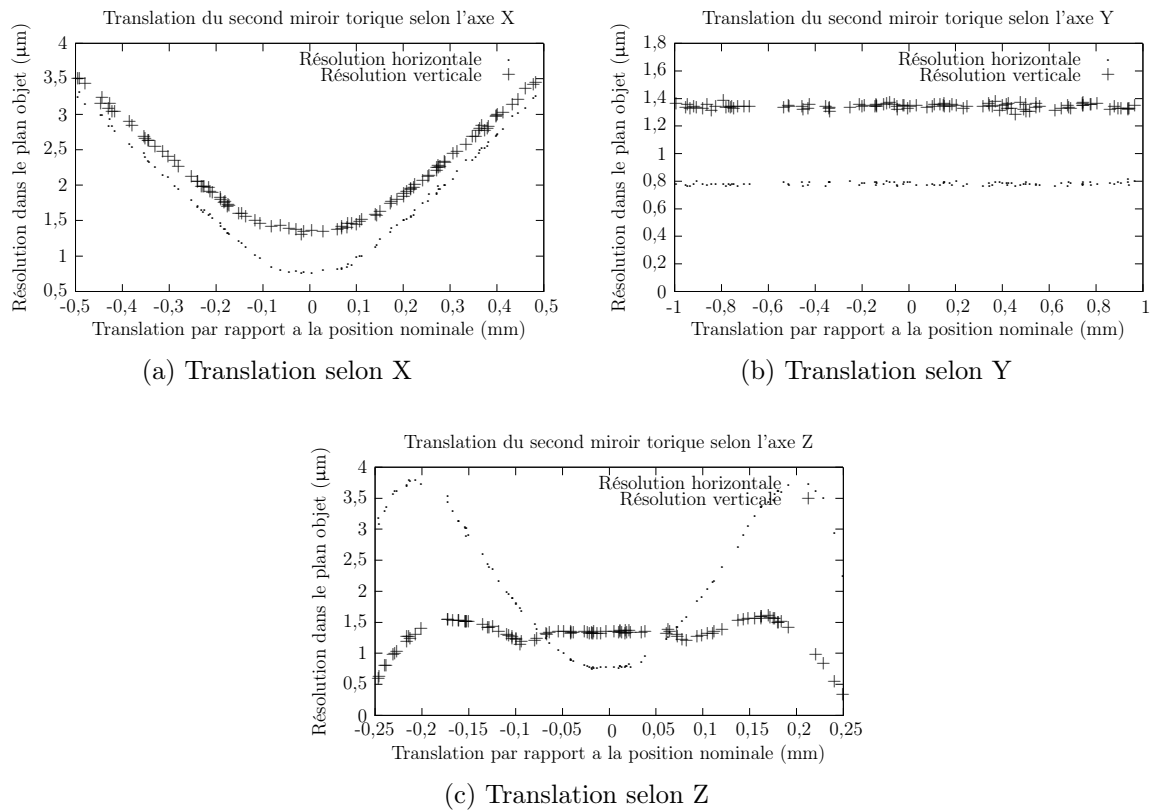 Translation du second miroir torique selon l'axe X
Résolution dans le plan objet (μm)
4
3,5
3
2,5
2
1,5
1
0,5
Résolution horizontale
Résolution verticale
-0,5 -0,4 -0,3 -0,2 -0,1 0 0,1 0,2 0,3 0,4 0,5
Translation par rapport a la position nominale (mm)
(a) Translation selon X
Translation du second miroir torique selon l'axe Y
Résolution dans le plan objet (μm)
1,8
1,6
1,4
1,2
1
0,8
0,6
0,4
0,2
0
Résolution horizontale
Résolution verticale
-1 -0,8 -0,6 -0,4 -0,2 0 0,2 0,4 0,6 0,8 1
Translation par rapport a la position nominale (mm)
(b) Translation selon Y
Translation du second miroir torique selon l'axe Z
Résolution dans le plan objet (μm)
4
3,5
3
2,5
2
1,5
1
0,5
0
Résolution horizontale
Résolution verticale
-0,25 -0,2 -0,15 -0,1 -0,05 0 0,05 0,1 0,15 0,2 0,25
Translation par rapport a la position nominale (mm)
(c) Translation selon Z